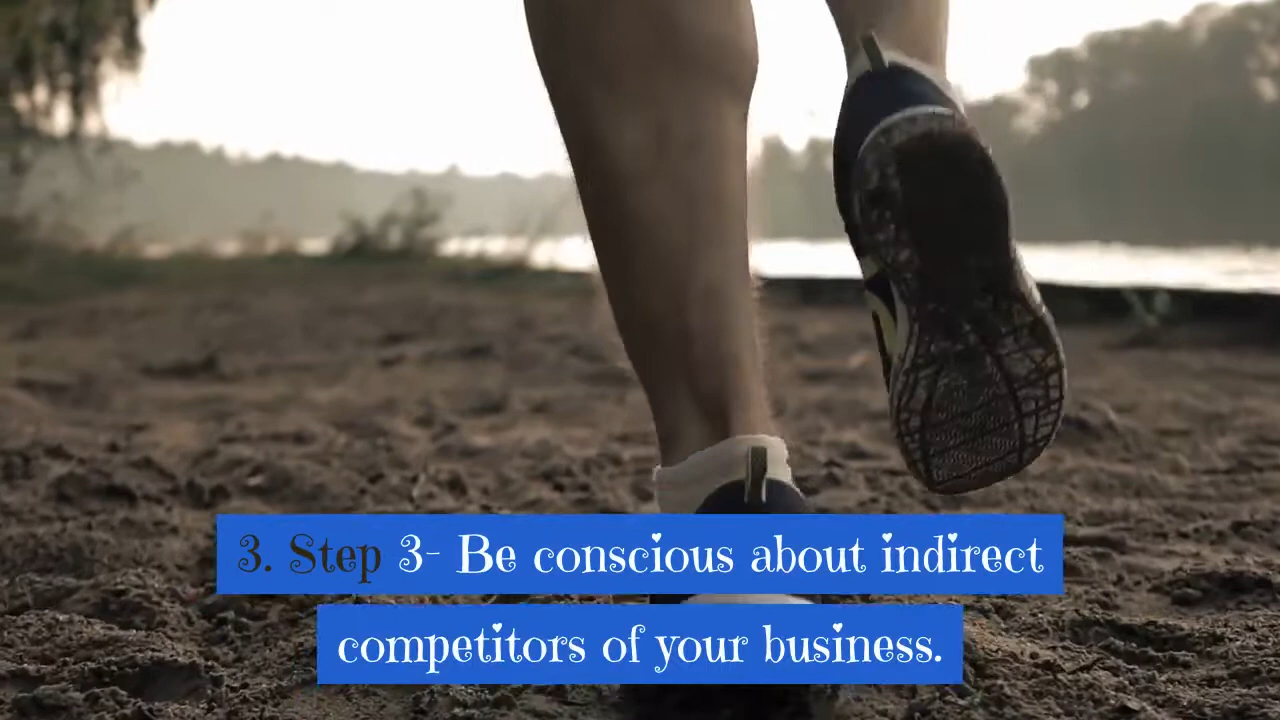 3. Step 3- Be conscious about indirect
competitors of your business.